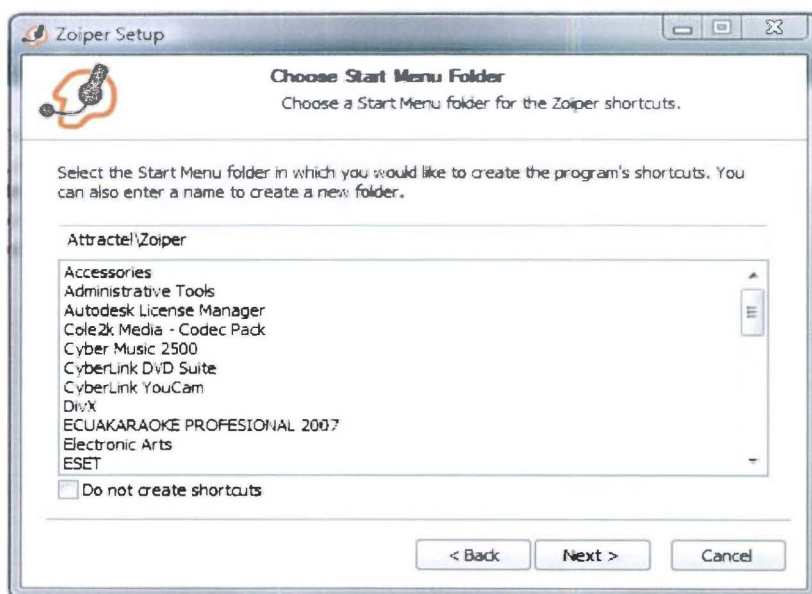 Zoiper Setup
Choose Start Menu Folder
Choose a Start Menu folder for the Zoiper shortcuts.
Select the Start Menu folder in which you would like to create the program's shortcuts. You
can also enter a name to create a new folder.
Attractel\Zoiper
Accessories
Administrative Tools
Autodesk License Manager
Cole2k Media - Codec Pack
Cyber Music 2500
CyberLink DVD Suite
CyberLink YouCam
DivX
ECUAKARAOKE PROFESIONAL 2007
Electronic Arts
ESET
Do not create shortcuts
< Back Next > Cancel